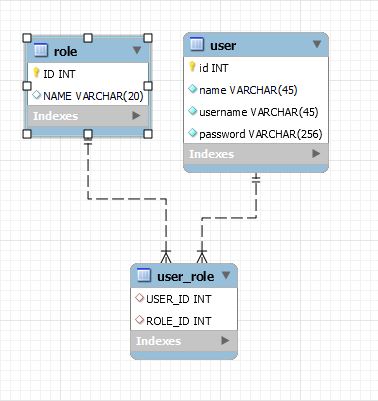 role
ID INT
NAME VARCHAR(20)
Indexes
user
id INT
name VARCHAR(45)
username VARCHAR(45)
password VARCHAR(256)
Indexes
user_role
USER_ID INT
ROLE_ID INT
Indexes